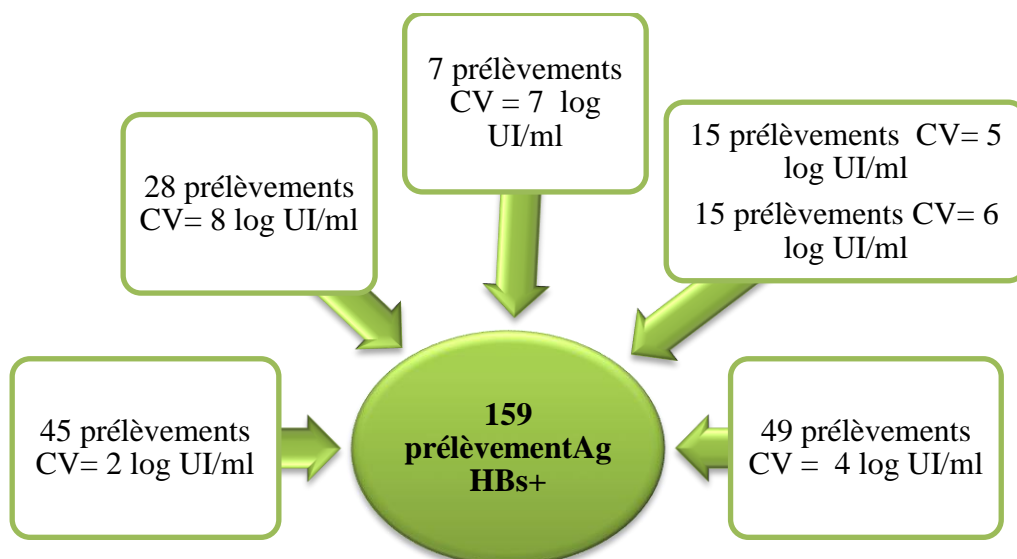 7 prélèvements
CV = 7 log
UI/ml
28 prélèvements
CV= 8 log UI/ml
15 prélèvements CV= 5
log UI/ml
15 prélèvements CV= 6
log UI/ml
45 prélèvements
CV= 2 log UI/ml
159
prélèvementAg
HBs+
49 prélèvements
CV = 4 log UI/ml